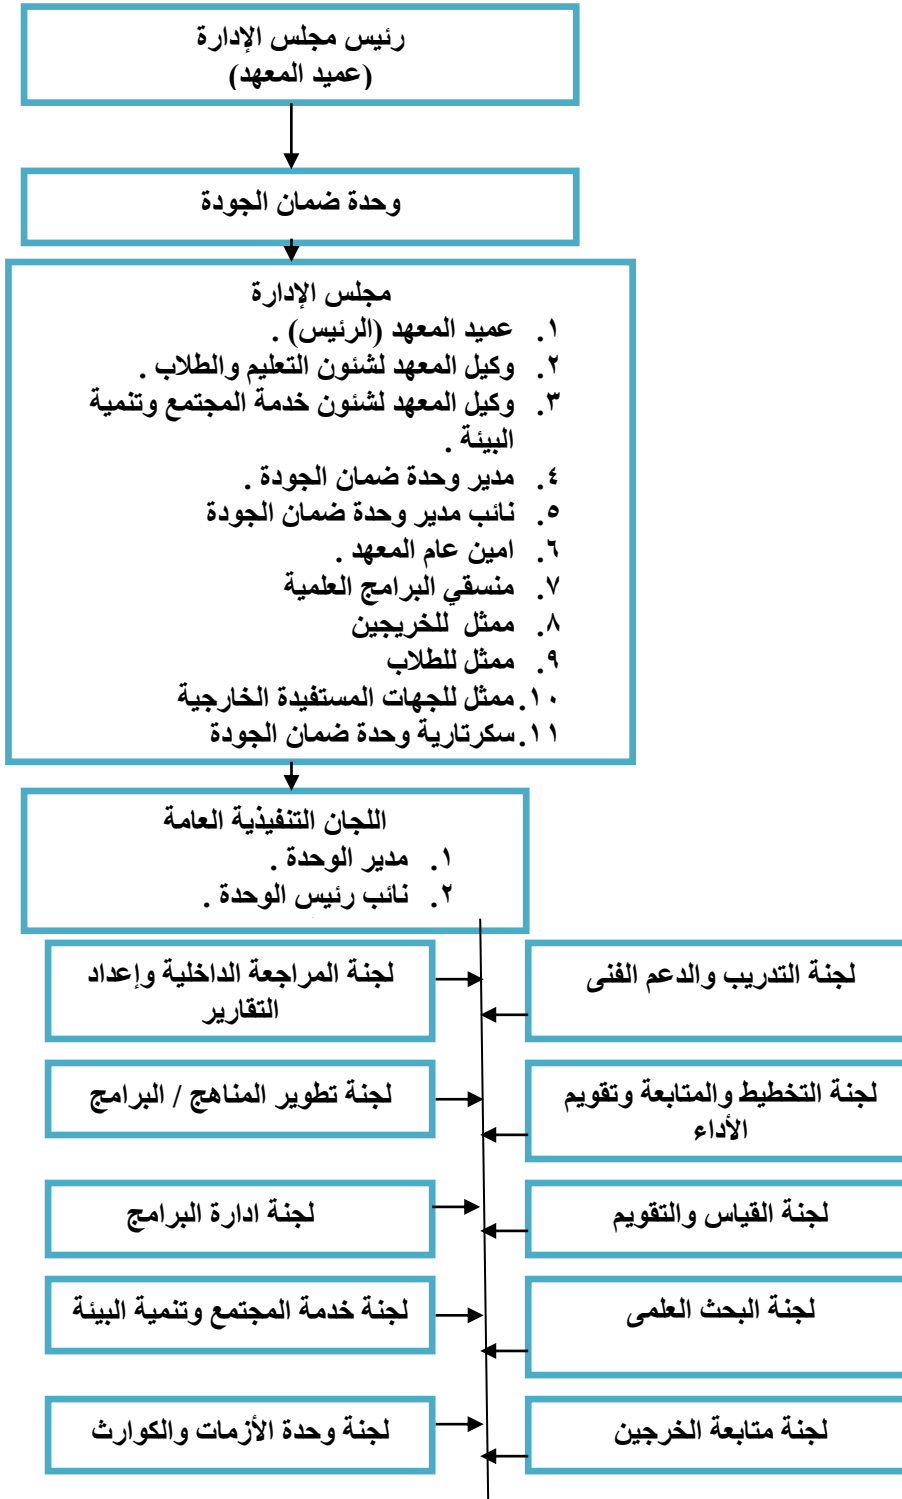 رئيس مجلس الإدارة
(عميد المعهد)
وحدة ضمان الجودة
مجلس الإدارة
١. عميد المعهد (الرئيس) .
٢. وكيل المعهد لشئون التعليم والطلاب .
٣. وكيل المعهد لشئون خدمة المجتمع وتنمية
البيئة .
٤. مدير وحدة ضمان الجودة .
٥. نائب مدير وحدة ضمان الجودة
٦. امين عام المعهد .
٧. منسقي البرامج العلمية
٨. ممثل للخريجين
٩. ممثل للطلاب
١٠. ممثل للجهات المستفيدة الخارجية
١١. سكرتارية وحدة ضمان الجودة
اللجان التنفيذية العامة
١. مدير الوحدة .
٢. نائب رئيس الوحدة .
لجنة التدريب والدعم الفنى
لجنة المراجعة الداخلية وإعداد
التقارير
لجنة التخطيط والمتابعة وتقويم
الأداء
لجنة تطوير المناهج / البرامج
لجنة القياس والتقويم
لجنة ادارة البرامج
لجنة البحث العلمى
لجنة خدمة المجتمع وتنمية البيئة
لجنة متابعة الخرجين
لجنة وحدة الأزمات والكوارث